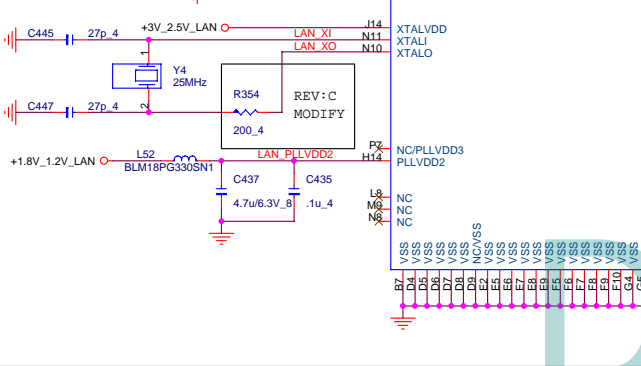 +3V_2.5V_LAN
J14
XTALVDD
C445
27p_4
LAN_XI
N11
XTALI
LAN_XO
N10
XTALO
1
Y4
25MHz
2
R354
200_4
REV:C
MODIFY
C447
27p_4
P7
NC/PLLVDD3
+1.8V_1.2V_LAN
L52
BLM18PG330SN1
LAN_PLLVDD2
H14
PLLVDD2
C437
4.7u/6.3V_8
C435
.1u_4
L8
NC
M9
NC
N8
NC
VSS
VSS
VSS
VSS
VSS
VSS
NC/VSS
VSS
VSS
VSS
VSS
VSS
VSS
VSS
VSS
VSS
VSS
VSS
VSS
VSS
VSS
B7
D4
D5
D6
D7
D8
D9
E2
E5
E6
E7
E8
E9
F5
F6
F7
F8
F9
F10
G4
G5